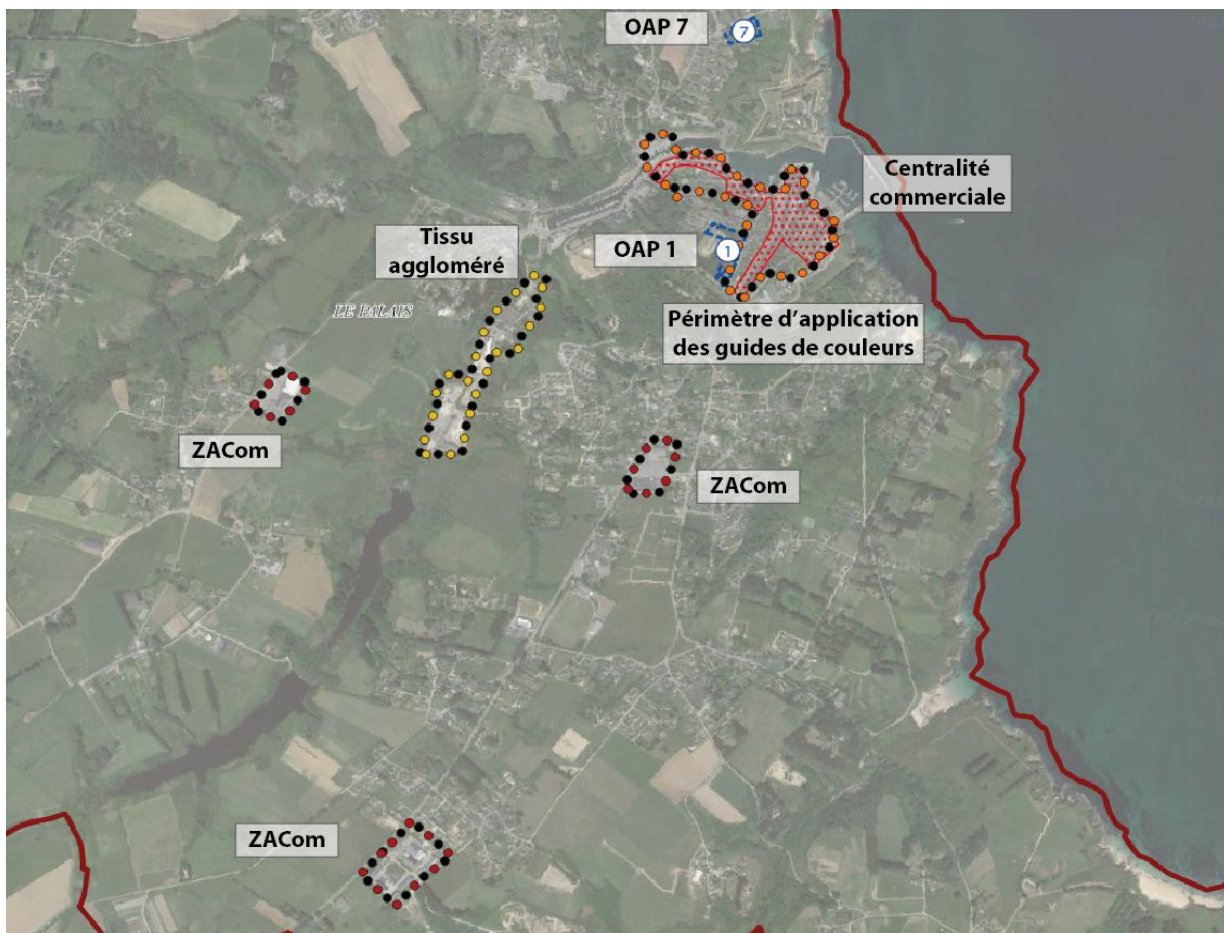 OAP 7
7
Centralité
commerciale
Tissu
aggloméré
OAP 1
1
LE PALAIS
Périmètre d'application
des guides de couleurs
ZACom
ZACom
ZACom